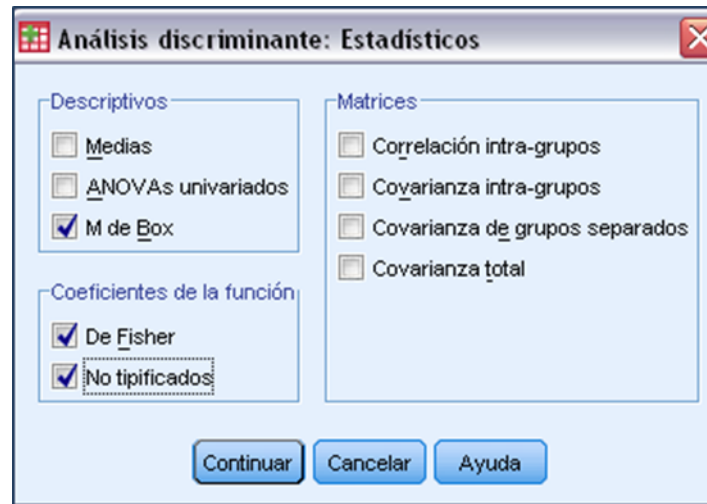 Análisis discriminante: Estadísticos
Descriptivos
Medias
ANOVAs univariados
M de Box
Coeficientes de la función
De Fisher
No tipificados
Matrices
Correlación intra-grupos
Covarianza intra-grupos
Covarianza de grupos separados
Covarianza total
Continuar
Cancelar
Ayuda